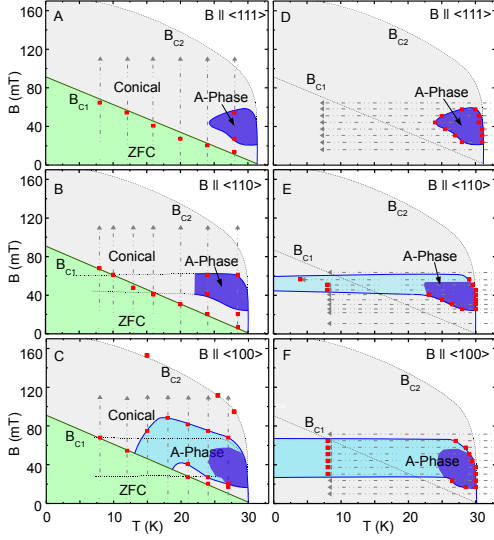 A B || <111>
160
B_C2
120
Conical
A-Phase
80
B_C1
40
ZFC
0
B (mT)
D B || <111>
B_C2
B_C1
A-Phase
B B || <110>
160
B_C2
120
Conical
A-Phase
80
B_C1
40
ZFC
0
B (mT)
E B || <110>
B_C2
A-Phase
B_C1
C B || <100>
160
B_C2
120
Conical
80
B_C1
A-Phase
40
ZFC
0
B (mT)
0 10 20 30
T (K)
F B || <100>
B_C2
B_C1
A-Phase
0 10 20 30
T (K)